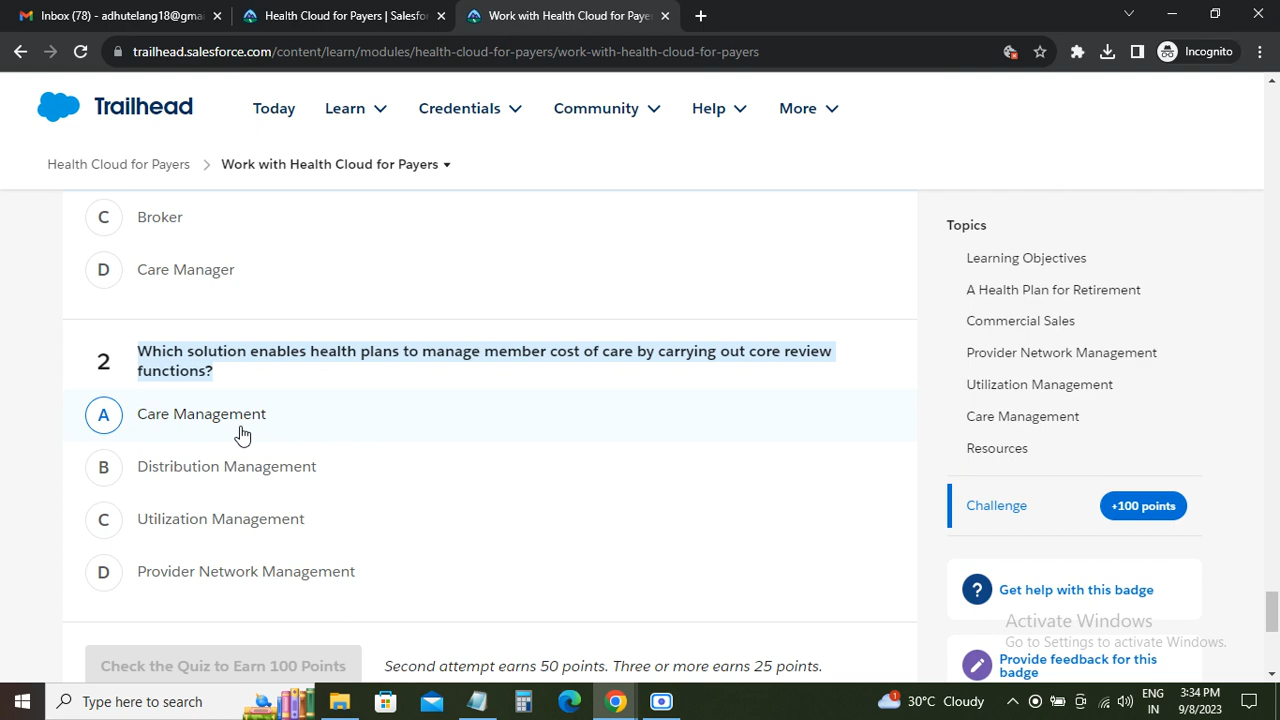 Inbox (78) - adhutelang18@gma
Health Cloud for Payers | Salesfo
Work with Health Cloud for Paye
trailhead.salesforce.com/content/learn/modules/health-cloud-for-payers/work-with-health-cloud-for-payers
Incognito
Trailhead
Today Learn Credentials Community Help More
Health Cloud for Payers > Work with Health Cloud for Payers
C Broker
D Care Manager
2 Which solution enables health plans to manage member cost of care by carrying out core review
functions?
A Care Management
B Distribution Management
C Utilization Management
D Provider Network Management
Check the Quiz to Earn 100 Points Second attempt earns 50 points. Three or more earns 25 points.
Topics
Learning Objectives
A Health Plan for Retirement
Commercial Sales
Provider Network Management
Utilization Management
Care Management
Resources
Challenge +100 points
? Get help with this badge
Activate Windows
Go to Settings to activate Windows.
Provide feedback for this
badge
Type here to search
1 30°C Cloudy
ENG
IN
3:34 PM
9/8/2023